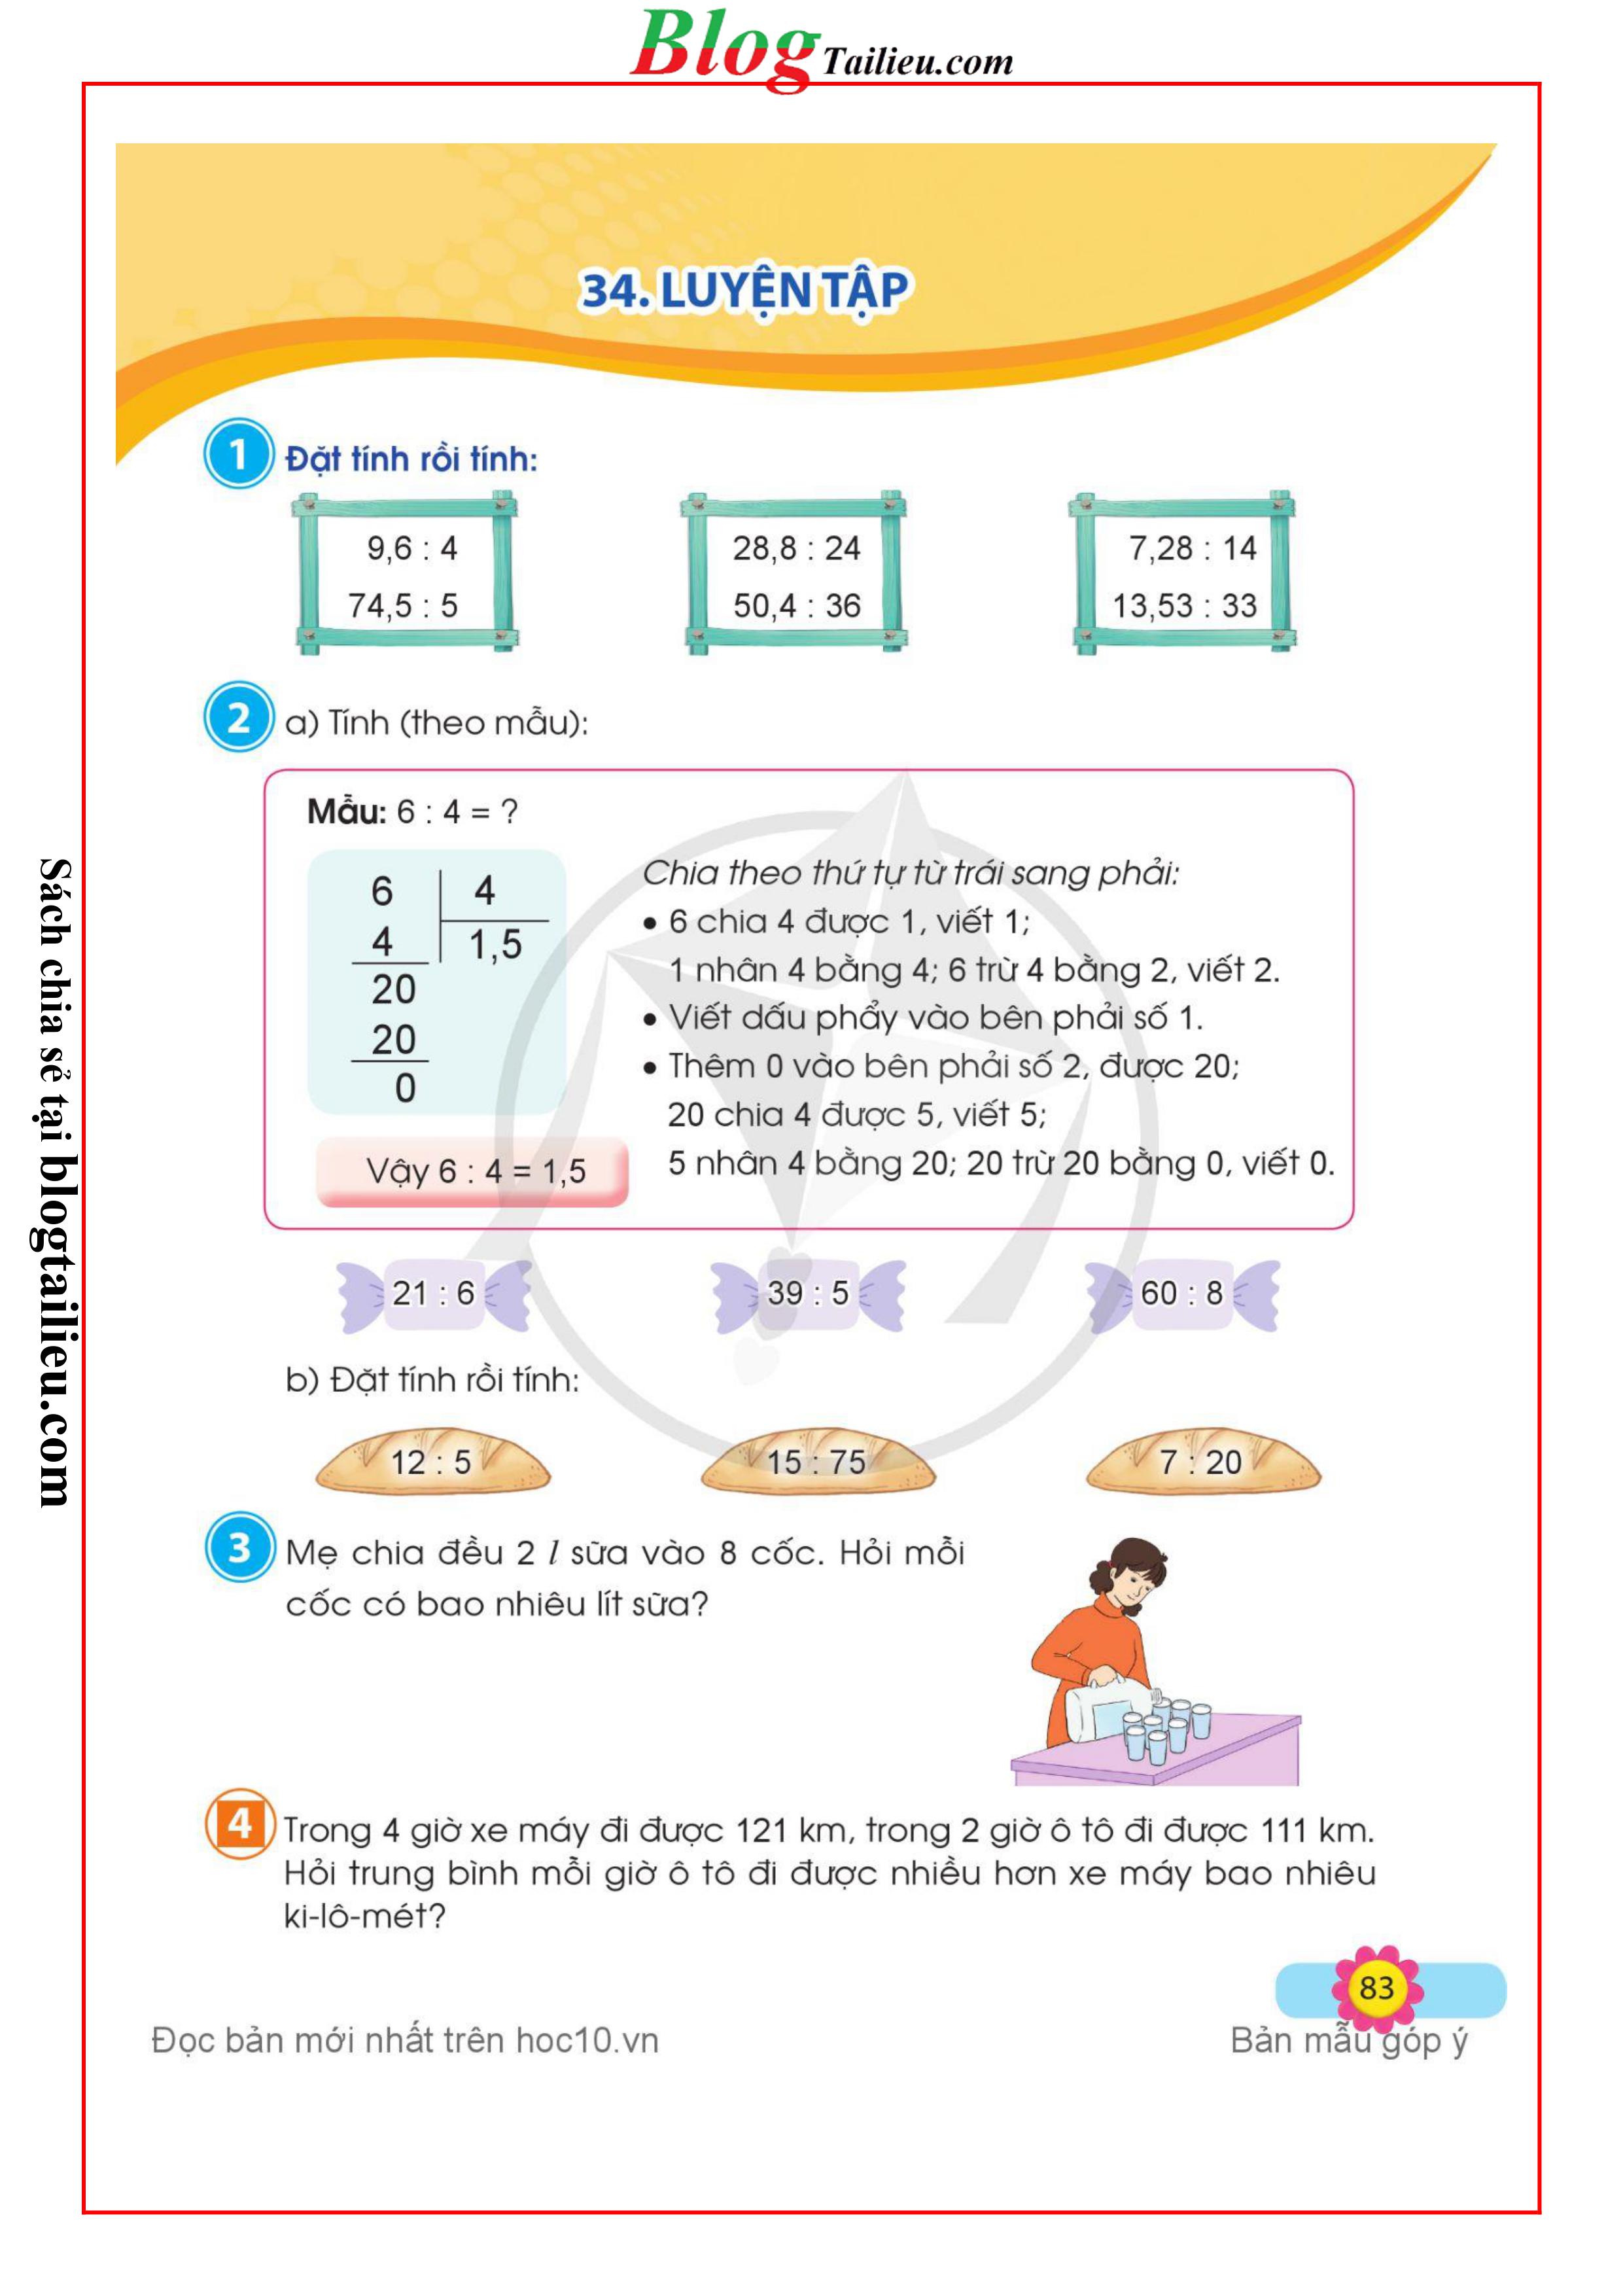 Blog Tailieu.com
34. LUYỆN TẬP
1 Đặt tính rồi tính:
9,6 : 4
74,5 : 5
28,8 : 24
50,4 : 36
7,28 : 14
13,53 : 33
2 a) Tính (theo mẫu):
Mẫu: 6 : 4 = ?
6 4
4 1,5
20
20
0
Vậy 6 : 4 = 1,5
Chia theo thứ tự từ trái sang phải:
• 6 chia 4 được 1, viết 1;
1 nhân 4 bằng 4; 6 trừ 4 bằng 2, viết 2.
• Viết dấu phẩy vào bên phải số 1.
• Thêm 0 vào bên phải số 2, được 20;
20 chia 4 được 5, viết 5;
5 nhân 4 bằng 20; 20 trừ 20 bằng 0, viết 0.
21 : 6
39 : 5
60 : 8
b) Đặt tính rồi tính:
12 : 5
15 : 75
7 : 20
3 Mẹ chia đều 2 l sữa vào 8 cốc. Hỏi mỗi
cốc có bao nhiêu lít sữa?
4 Trong 4 giờ xe máy đi được 121 km, trong 2 giờ ô tô đi được 111 km.
Hỏi trung bình mỗi giờ ô tô đi được nhiều hơn xe máy bao nhiêu
ki-lô-mét?
83
Đọc bản mới nhất trên hoc10.vn
Bản mẫu góp ý
Sách chia sẻ tại blogtailieu.com